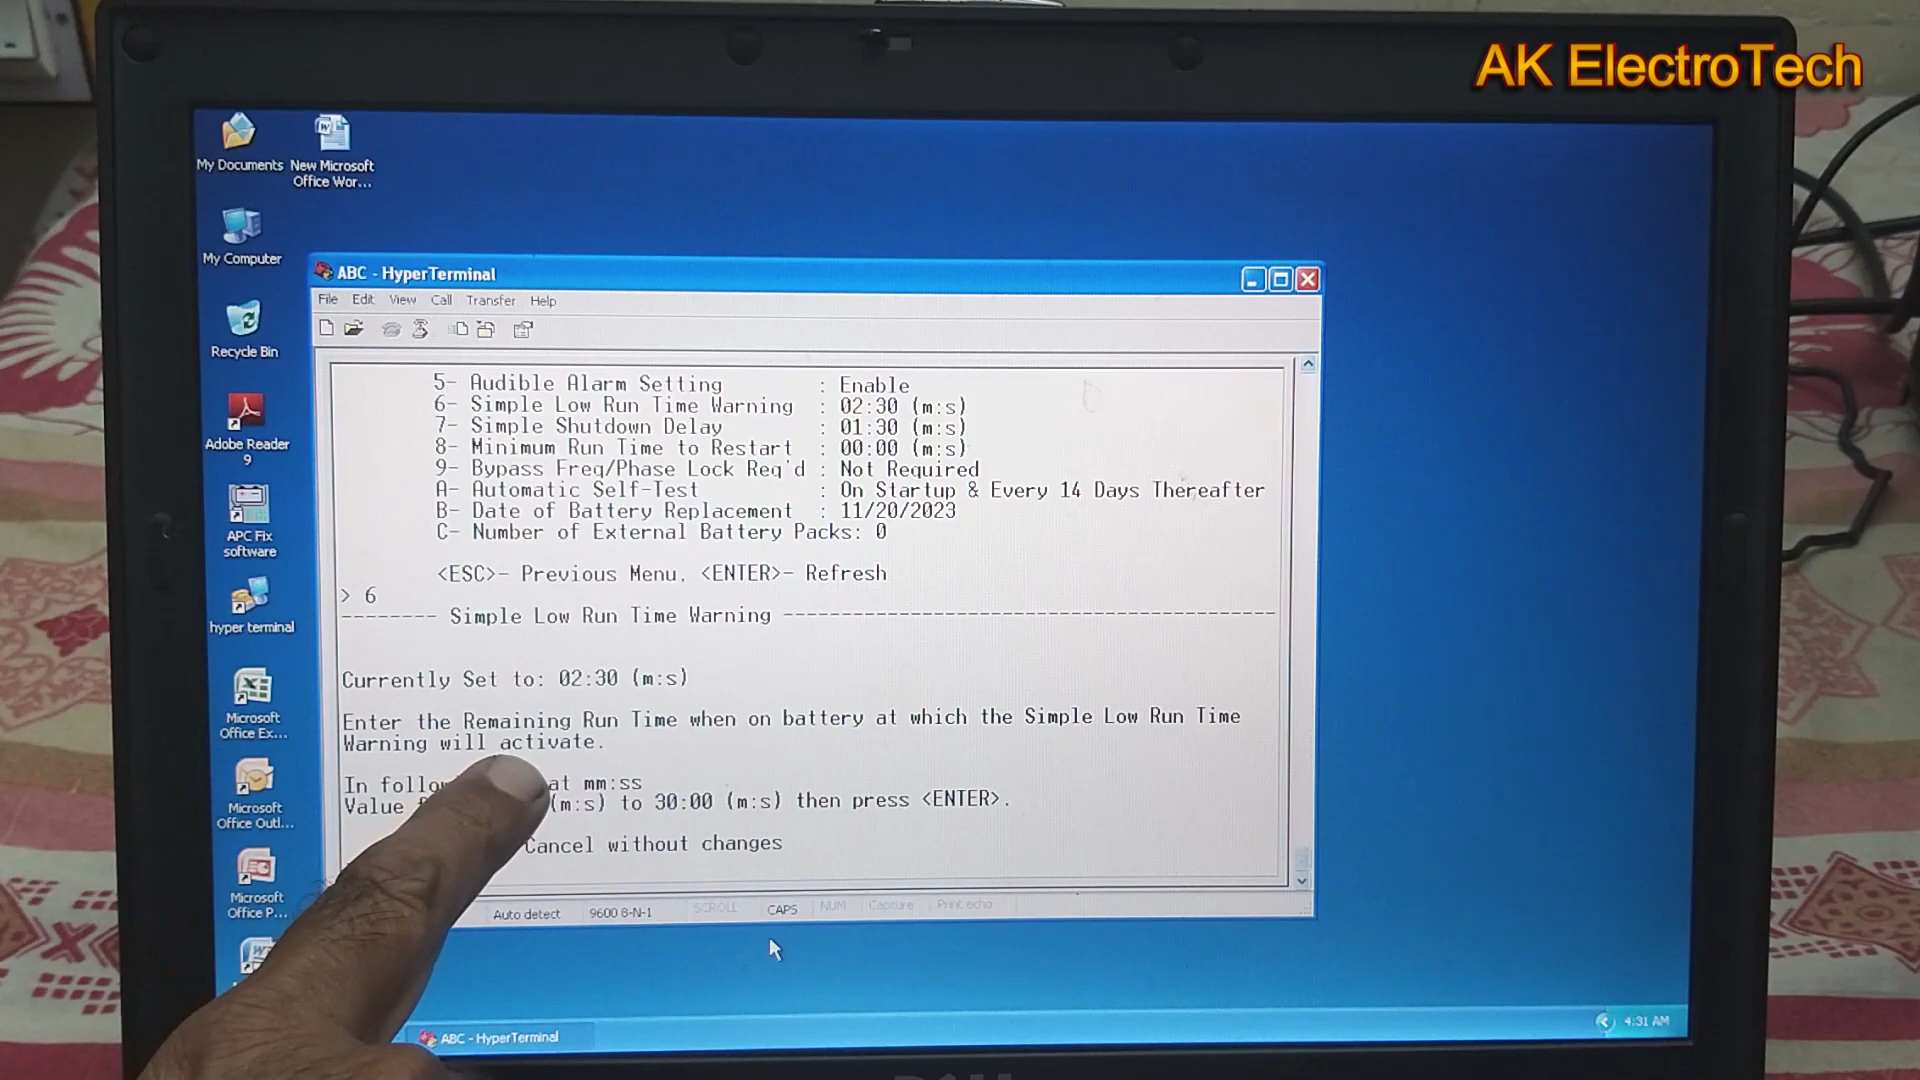 AK ElectroTech
My Documents
New Microsoft
Office Wor...
My Computer
Recycle Bin
Adobe Reader
9
APC Fix
software
hyper terminal
Microsoft
Office Ex...
Microsoft
Office Outl...
Microsoft
Office P...
ABC - HyperTerminal
File Edit View Call Transfer Help
5- Audible Alarm Setting : Enable
6- Simple Low Run Time Warning : 02:30 (m:s)
7- Simple Shutdown Delay : 01:30 (m:s)
8- Minimum Run Time to Restart : 00:00 (m:s)
9- Bypass Freq/Phase Lock Req'd : Not Required
A- Automatic Self-Test : On Startup & Every 14 Days Thereafter
B- Date of Battery Replacement : 11/20/2023
C- Number of External Battery Packs: 0
<ESC>- Previous Menu, <ENTER>- Refresh
> 6
-------- Simple Low Run Time Warning ------------------------------------------
Currently Set to: 02:30 (m:s)
Enter the Remaining Run Time when on battery at which the Simple Low Run Time
Warning will activate.
In at mm:ss
Value (m:s) to 30:00 (m:s) then press <ENTER>.
Cancel without changes
Auto detect 9600 8-N-1 SCROLL CAPS NUM Capture Print echo
ABC - HyperTerminal
4:31 AM